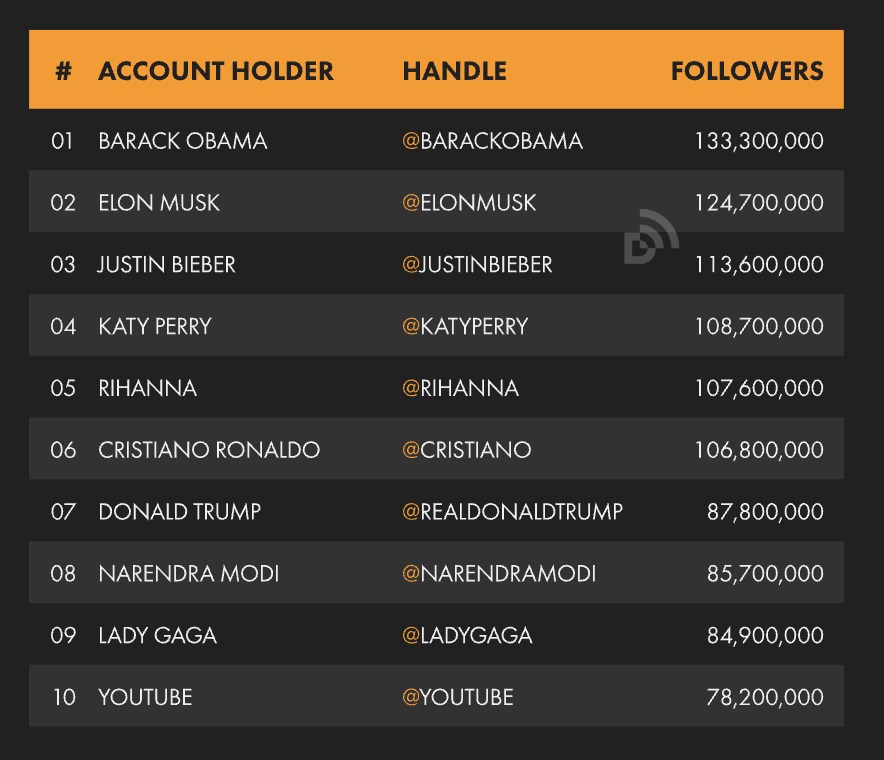 # ACCOUNT HOLDER HANDLE FOLLOWERS
01 BARACK OBAMA @BARACKOBAMA 133,300,000
02 ELON MUSK @ELONMUSK 124,700,000
03 JUSTIN BIEBER @JUSTINBIEBER 113,600,000
04 KATY PERRY @KATYPERRY 108,700,000
05 RIHANNA @RIHANNA 107,600,000
06 CRISTIANO RONALDO @CRISTIANO 106,800,000
07 DONALD TRUMP @REALDONALDTRUMP 87,800,000
08 NARENDRA MODI @NARENDRAMODI 85,700,000
09 LADY GAGA @LADYGAGA 84,900,000
10 YOUTUBE @YOUTUBE 78,200,000